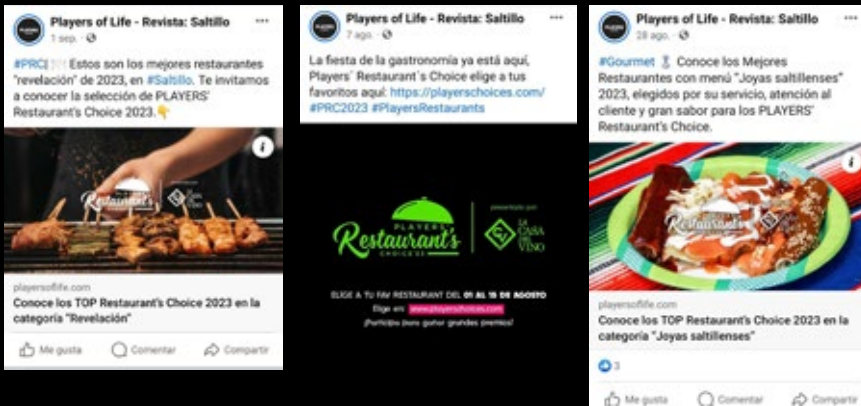 Players of Life - Revista: Saltillo
1 sep.
#PRC| Estos son los mejores restaurantes
"revelación" de 2023, en #Saltillo. Te invitamos
a conocer la selección de PLAYERS'
Restaurant's Choice 2023.
Restaurant's
playersoflife.com
Conoce los TOP Restaurant's Choice 2023 en la
categoría "Revelación"
Me gusta
Comentar
Compartir
Players of Life - Revista: Saltillo
7 ago.
La fiesta de la gastronomía ya está aquí,
Players´ Restaurant´s Choice elige a tus
favoritos aquí: https://playerschoices.com/
#PRC2023 #PlayersRestaurants
PLAYERS
Restaurant's
CHOICE'23
presentado por:
LA
CASA
DEL
VINO
ELIGE A TU FAV RESTAURANT DEL 01 AL 15 DE AGOSTO
Elige en: www.playerschoices.com
¡Participa para ganar grandes premios!
Players of Life - Revista: Saltillo
28 ago.
#Gourmet Conoce los Mejores
Restaurantes con menú "Joyas saltillenses"
2023, elegidos por su servicio, atención al
cliente y gran sabor para los PLAYERS'
Restaurant's Choice.
Restaurant's
playersoflife.com
Conoce los TOP Restaurant's Choice 2023 en la
categoría "Joyas saltillenses"
3
Me gusta
Comentar
Compartir